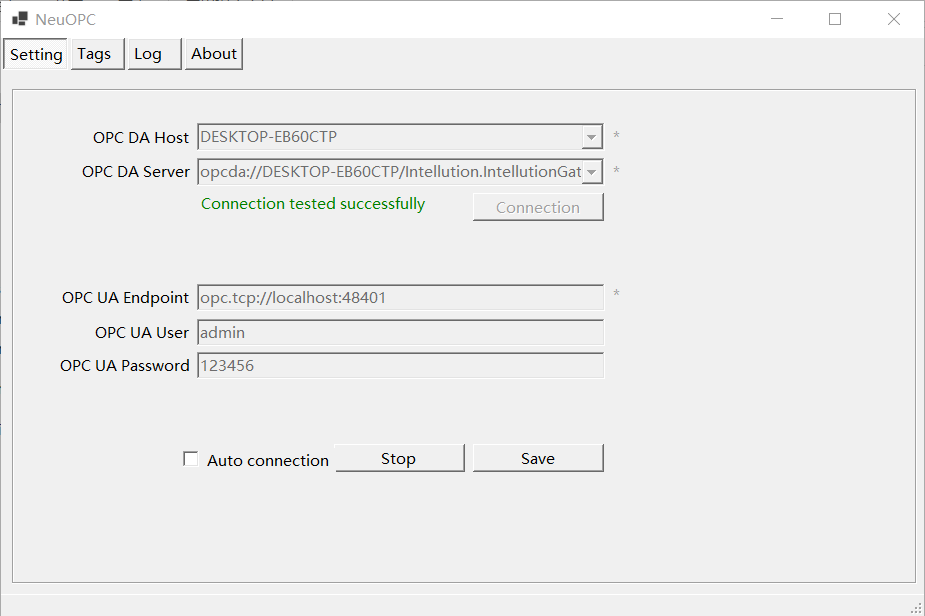 NeuOPC
Setting Tags Log About
OPC DA Host DESKTOP-EB60CTP *
OPC DA Server opcda://DESKTOP-EB60CTP/Intellution.IntellutionGat *
Connection tested successfully Connection
OPC UA Endpoint opc.tcp://localhost:48401 *
OPC UA User admin
OPC UA Password 123456
Auto connection Stop Save